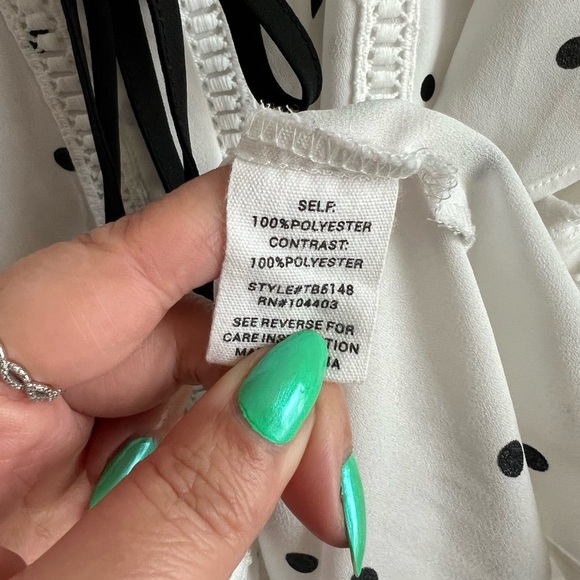 SELF:
100%POLYESTER
CONTRAST:
100%POLYESTER
STYLE#TB5148
RN#104403
SEE REVERSE FOR
CARE